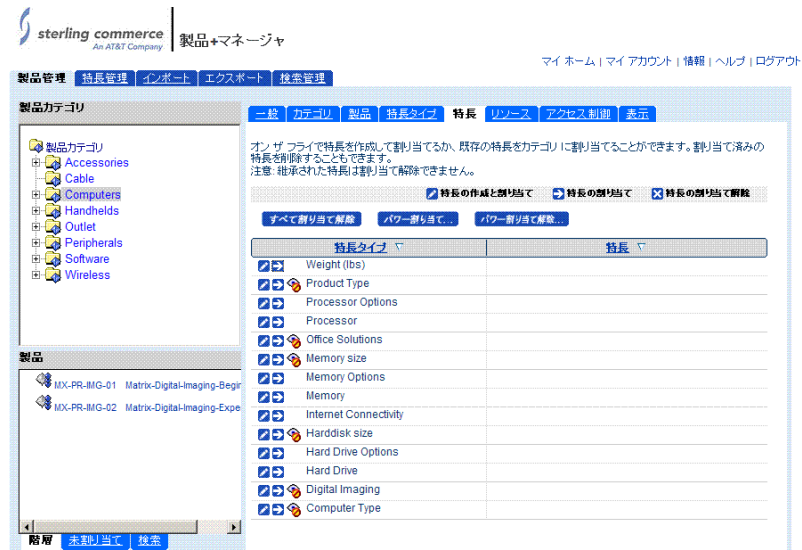 sterling commerce
An AT&T Company
製品+マネージャ
マイ ホーム | マイ アカウント | 情報 | ヘルプ | ログアウト
製品管理 特長管理 インポート エクスポート 検索管理
製品カテゴリ
製品カテゴリ
Accessories
Cable
Computers
Handhelds
Outlet
Peripherals
Software
Wireless
製品
MX-PR-IMG-01 Matrix-Digital-Imaging-Begir
MX-PR-IMG-02 Matrix-Digital-Imaging-Expe
階層 未割り当て 検索
一般 カテゴリ 製品 特長タイプ 特長 リソース アクセス制御 表示
オン ザ フライで特長を作成して割り当てるか、既存の特長をカテゴリ に割り当てることができます。割り当て済みの
特長を削除することもできます。
注意: 継承された特長は割り当て解除できません。
特長の作成と割り当て 特長の割り当て 特長の割り当て解除
すべて割り当て解除 パワー割り当て... パワー割り当て解除...
特長タイプ 特長
Weight (lbs)
Product Type
Processor Options
Processor
Office Solutions
Memory size
Memory Options
Memory
Internet Connectivity
Harddisk size
Hard Drive Options
Hard Drive
Digital Imaging
Computer Type